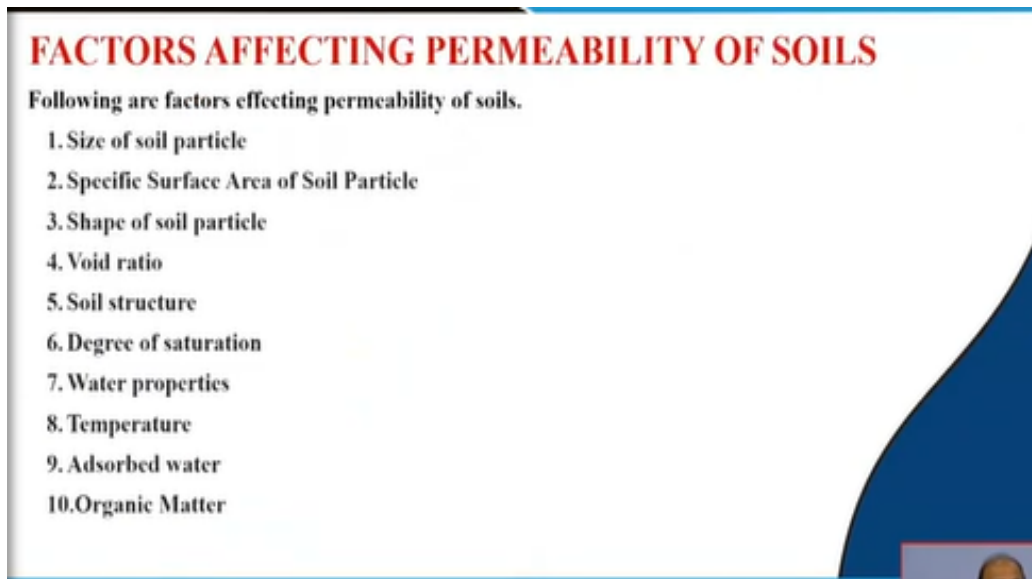 FACTORS AFFECTING PERMEABILITY OF SOILS
Following are factors effecting permeability of soils.
1. Size of soil particle
2. Specific Surface Area of Soil Particle
3. Shape of soil particle
4. Void ratio
5. Soil structure
6. Degree of saturation
7. Water properties
8. Temperature
9. Adsorbed water
10.Organic Matter